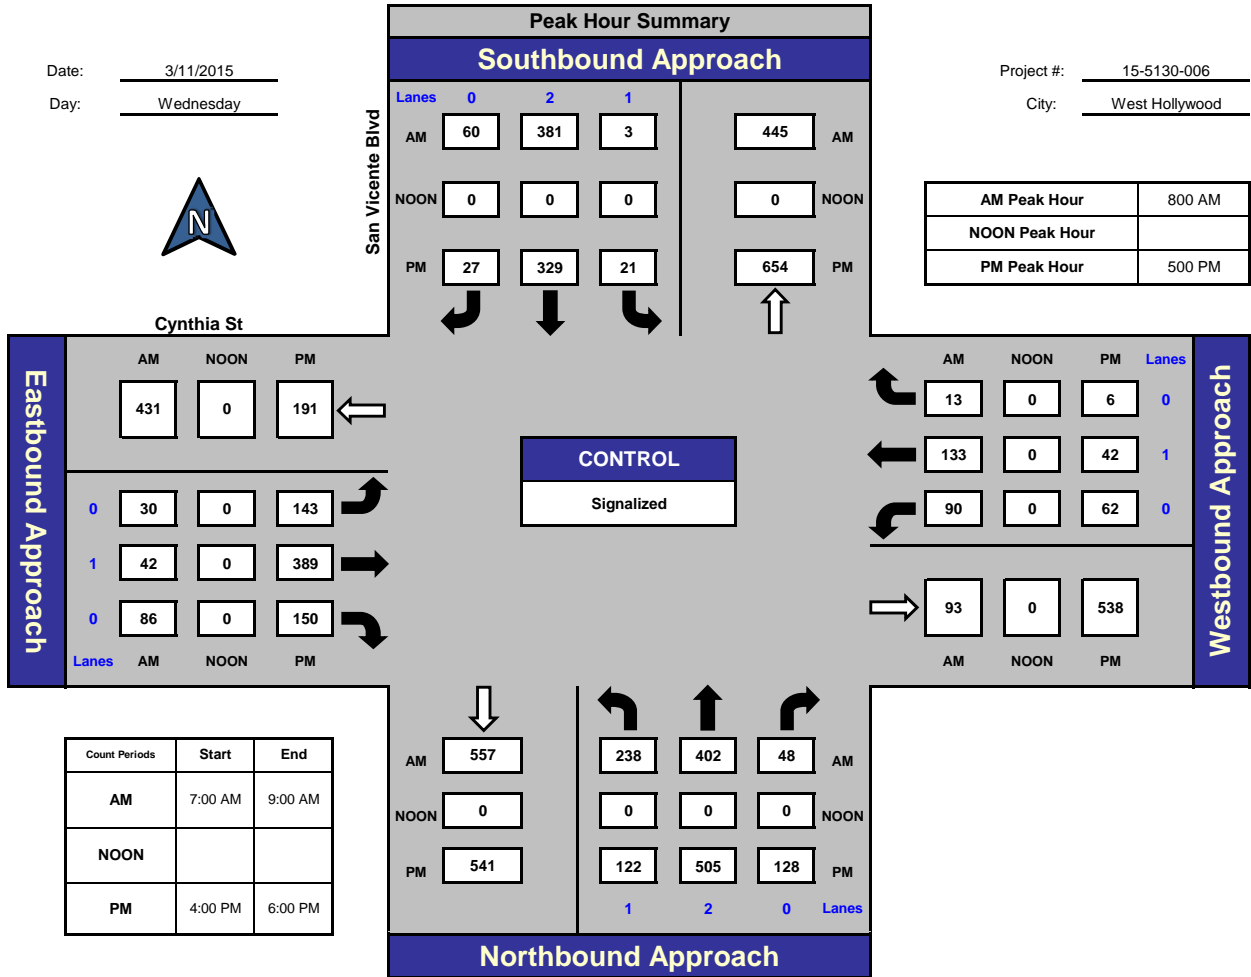 Peak Hour Summary
Southbound Approach
Date: 3/11/2015
Day: Wednesday
Project #: 15-5130-006
City: West Hollywood
San Vicente Blvd
Lanes 0 2 1
AM 60 381 3 445 AM
NOON 0 0 0 0 NOON
PM 27 329 21 654 PM
N
AM Peak Hour 800 AM
NOON Peak Hour
PM Peak Hour 500 PM
Cynthia St
Eastbound Approach
AM NOON PM
431 0 191
0 30 0 143
1 42 0 389
0 86 0 150
Lanes AM NOON PM
CONTROL
Signalized
AM NOON PM Lanes
13 0 6 0
133 0 42 1
90 0 62 0
93 0 538
AM NOON PM
Westbound Approach
Count Periods Start End
AM 7:00 AM 9:00 AM
NOON
PM 4:00 PM 6:00 PM
AM 557 238 402 48 AM
NOON 0 0 0 0 NOON
PM 541 122 505 128 PM
1 2 0 Lanes
Northbound Approach